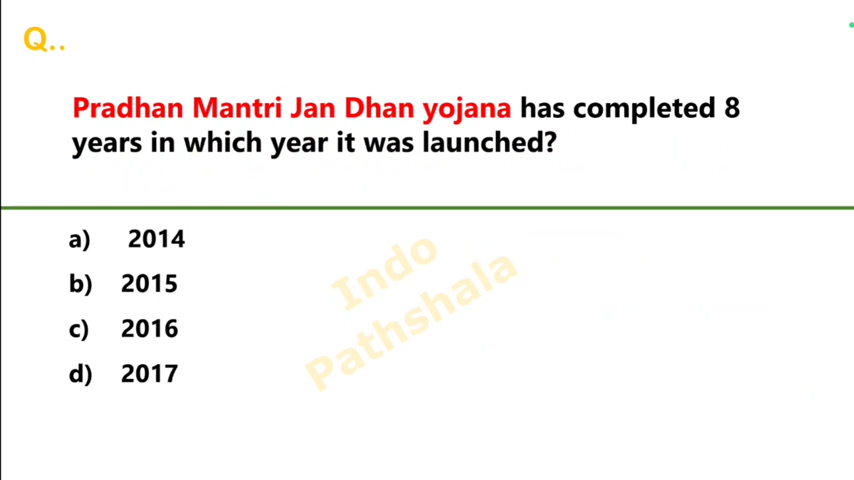 Q..
Pradhan Mantri Jan Dhan yojana has completed 8
years in which year it was launched?
a) 2014
b) 2015
c) 2016
d) 2017
Indo
Pathshala